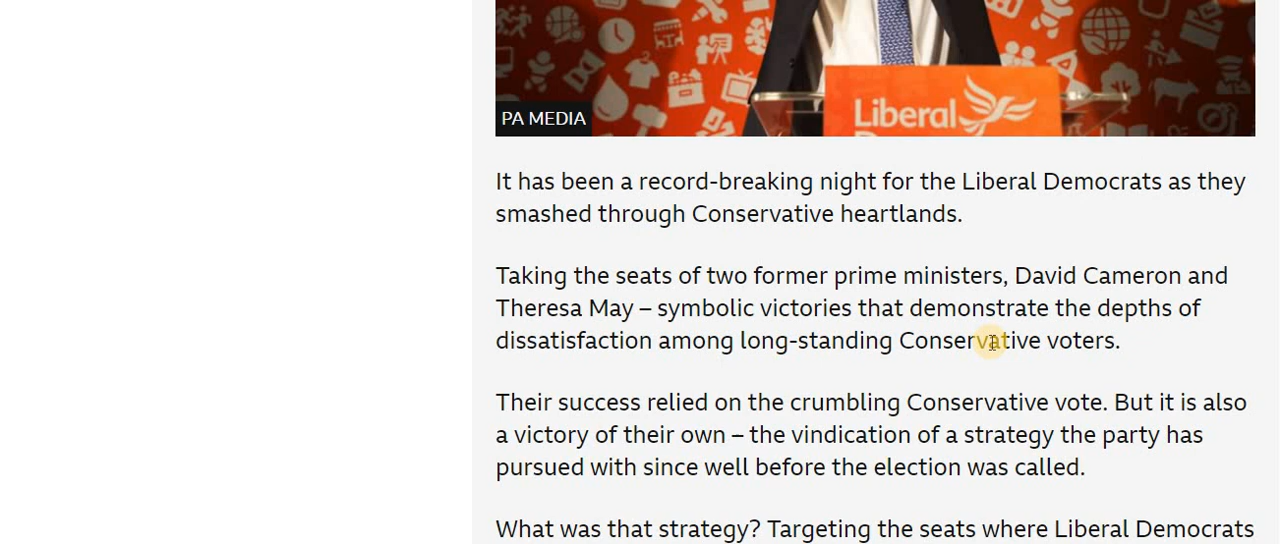 Liberal
PA MEDIA
It has been a record-breaking night for the Liberal Democrats as they
smashed through Conservative heartlands.
Taking the seats of two former prime ministers, David Cameron and
Theresa May – symbolic victories that demonstrate the depths of
dissatisfaction among long-standing Conservative voters.
Their success relied on the crumbling Conservative vote. But it is also
a victory of their own – the vindication of a strategy the party has
pursued with since well before the election was called.
What was that strategy? Targeting the seats where Liberal Democrats